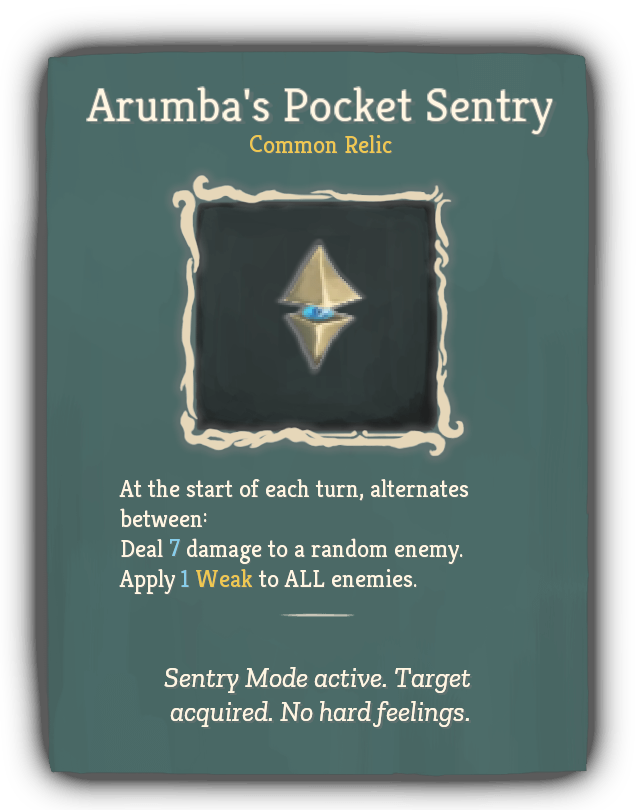 Arumba's Pocket Sentry
Common Relic
At the start of each turn, alternates
between:
Deal 7 damage to a random enemy.
Apply 1 Weak to ALL enemies.
Sentry Mode active. Target
acquired. No hard feelings.